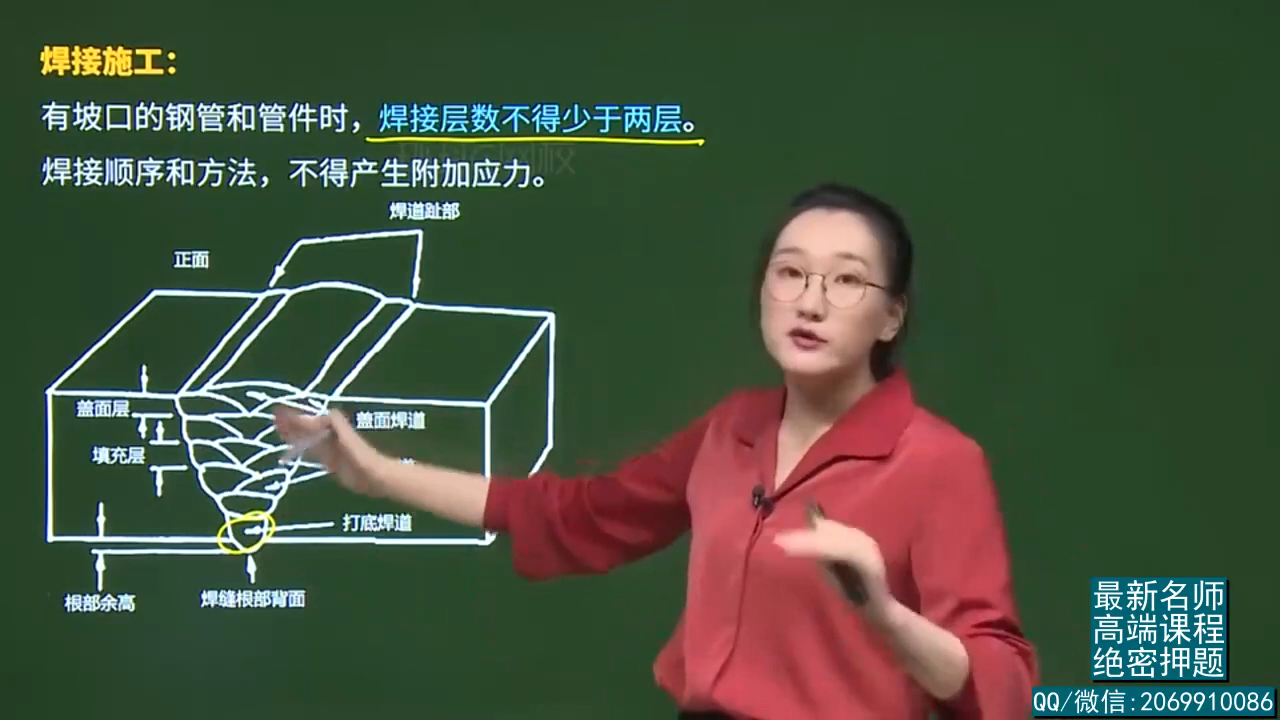 焊接施工：
有坡口的钢管和管件时，焊接层数不得少于两层。
焊接顺序和方法，不得产生附加应力。
焊道趾部
正面
盖面层
盖面焊道
填充层
打底焊道
根部余高
焊缝根部背面
最新名师
高端课程
绝密押题
QQ/微信:2069910086